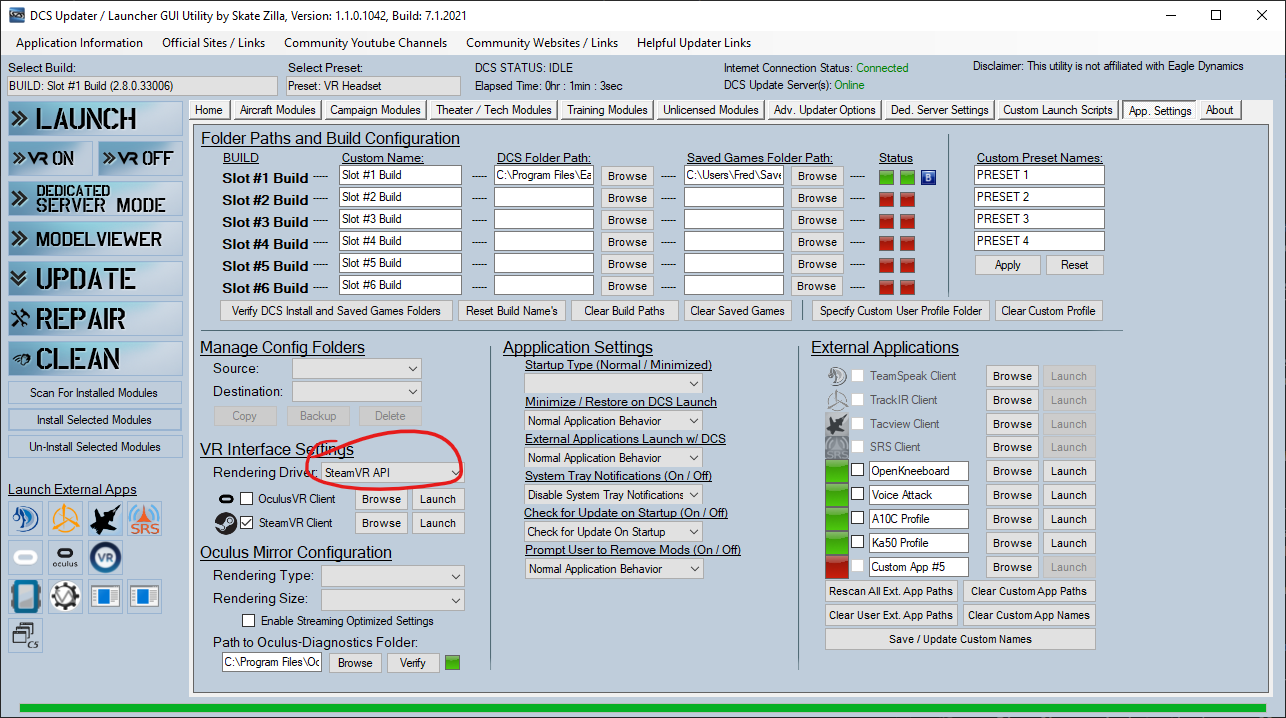 DCS Updater / Launcher GUI Utility by Skate Zilla, Version: 1.1.0.1042, Build: 7.1.2021
Application Information Official Sites / Links Community Youtube Channels Community Websites / Links Helpful Updater Links
Select Build: Select Preset: DCS STATUS: IDLE Internet Connection Status: Connected Disclaimer: This utility is not affiliated with Eagle Dynamics
BUILD: Slot #1 Build (2.8.0.33006) Preset: VR Headset Elapsed Time: 0hr : 1min : 3sec DCS Update Server(s): Online
Home Aircraft Modules Campaign Modules Theater / Tech Modules Training Modules Unlicensed Modules Adv. Updater Options Ded. Server Settings Custom Launch Scripts App. Settings About
LAUNCH
VR ON VR OFF
DEDICATED
SERVER MODE
MODELVIEWER
UPDATE
REPAIR
CLEAN
Scan For Installed Modules
Install Selected Modules
Un-Install Selected Modules
Launch External Apps
SRS
oculus VR
CS
Folder Paths and Build Configuration
BUILD Custom Name: DCS Folder Path: Saved Games Folder Path: Status
Slot #1 Build ---- Slot #1 Build ---- C:\Program Files\Ea Browse ---- C:\Users\Fred\Save Browse ---- B
Slot #2 Build ---- Slot #2 Build ---- Browse ---- Browse ----
Slot #3 Build ---- Slot #3 Build ---- Browse ---- Browse ----
Slot #4 Build ---- Slot #4 Build ---- Browse ---- Browse ----
Slot #5 Build ---- Slot #5 Build ---- Browse ---- Browse ----
Slot #6 Build ---- Slot #6 Build ---- Browse ---- Browse ----
Verify DCS Install and Saved Games Folders Reset Build Name's Clear Build Paths Clear Saved Games Specify Custom User Profile Folder Clear Custom Profile
Custom Preset Names:
PRESET 1
PRESET 2
PRESET 3
PRESET 4
Apply Reset
Manage Config Folders
Source:
Destination:
Copy Backup Delete
VR Interface Settings
Rendering Driver: SteamVR API
OculusVR Client Browse Launch
SteamVR Client Browse Launch
Oculus Mirror Configuration
Rendering Type:
Rendering Size:
Enable Streaming Optimized Settings
Path to Oculus-Diagnostics Folder:
C:\Program Files\Oc Browse Verify
Appplication Settings
Startup Type (Normal / Minimized)
Minimize / Restore on DCS Launch
Normal Application Behavior
External Applications Launch w/ DCS
Normal Application Behavior
System Tray Notifications (On / Off)
Disable System Tray Notifications
Check for Update on Startup (On / Off)
Check for Update On Startup
Prompt User to Remove Mods (On / Off)
Normal Application Behavior
External Applications
TeamSpeak Client Browse Launch
TrackIR Client Browse Launch
Tacview Client Browse Launch
SRS SRS Client Browse Launch
OpenKneeboard Browse Launch
Voice Attack Browse Launch
A10C Profile Browse Launch
Ka50 Profile Browse Launch
Custom App #5 Browse Launch
Rescan All Ext. App Paths Clear Custom App Paths
Clear User Ext. App Paths Clear Custom App Names
Save / Update Custom Names